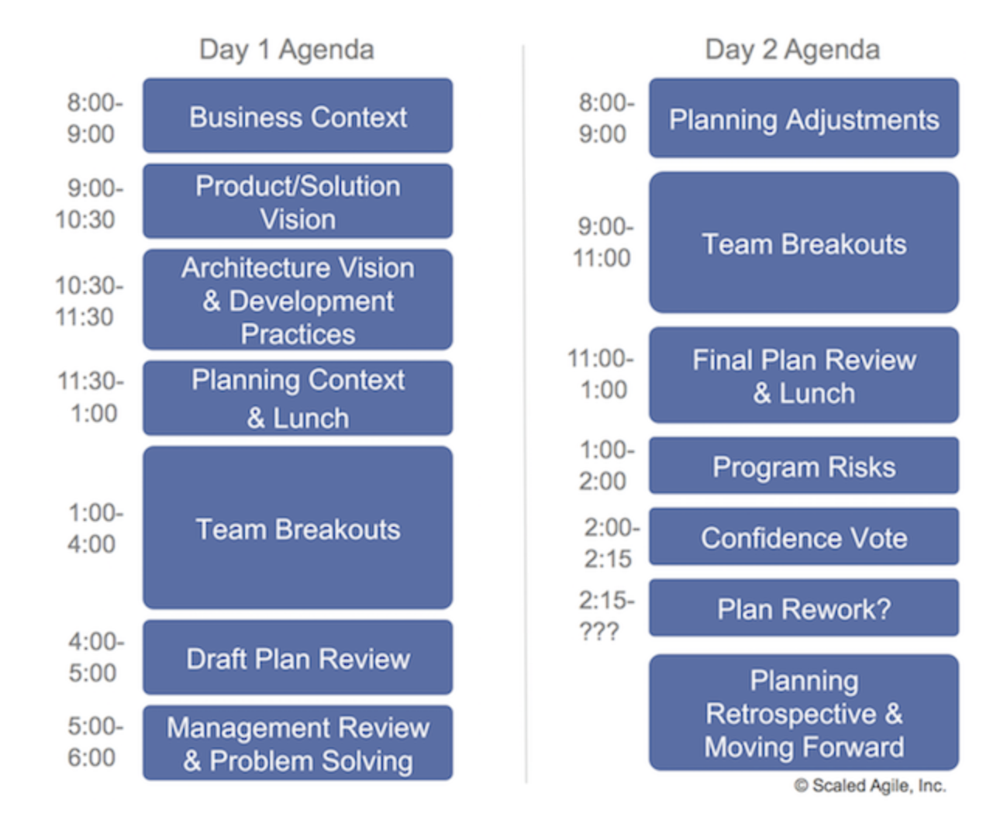 Day 1 Agenda
8:00-
9:00
Business Context
9:00-
10:30
Product/Solution
Vision
10:30-
11:30
Architecture Vision
& Development
Practices
11:30-
1:00
Planning Context
& Lunch
1:00-
4:00
Team Breakouts
4:00-
5:00
Draft Plan Review
5:00-
6:00
Management Review
& Problem Solving
Day 2 Agenda
8:00-
9:00
Planning Adjustments
9:00-
11:00
Team Breakouts
11:00-
1:00
Final Plan Review
& Lunch
1:00-
2:00
Program Risks
2:00-
2:15
Confidence Vote
2:15-
???
Plan Rework?
Planning
Retrospective &
Moving Forward
© Scaled Agile, Inc.